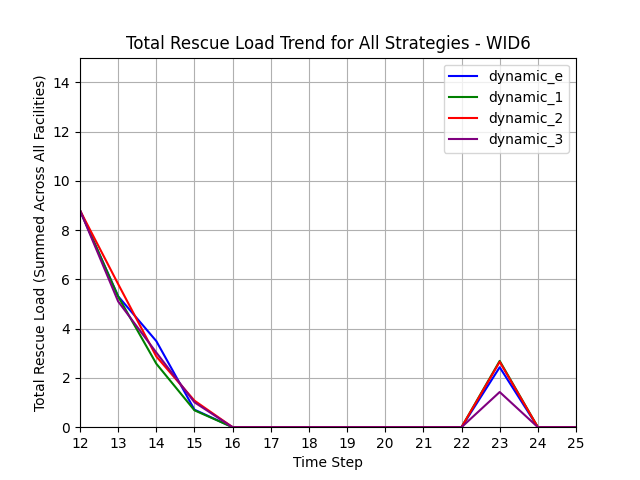 Total Rescue Load Trend for All Strategies - WID6
Total Rescue Load (Summed Across All Facilities)
14
12
10
8
6
4
2
0
dynamic_e
dynamic_1
dynamic_2
dynamic_3
12 13 14 15 16 17 18 19 20 21 22 23 24 25
Time Step